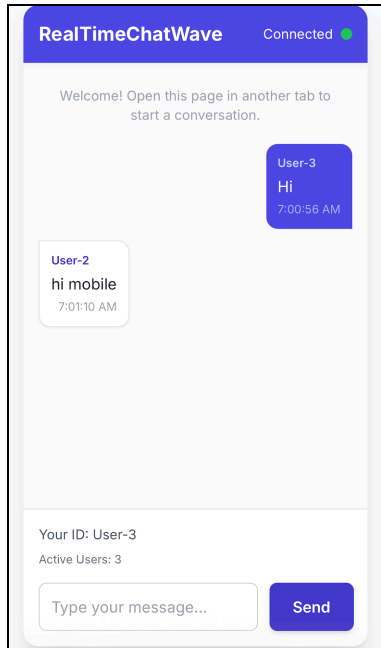 RealTimeChatWave
Connected
Welcome! Open this page in another tab to
start a conversation.
User-3
Hi
7:00:56 AM
User-2
hi mobile
7:01:10 AM
Your ID: User-3
Active Users: 3
Type your message...
Send